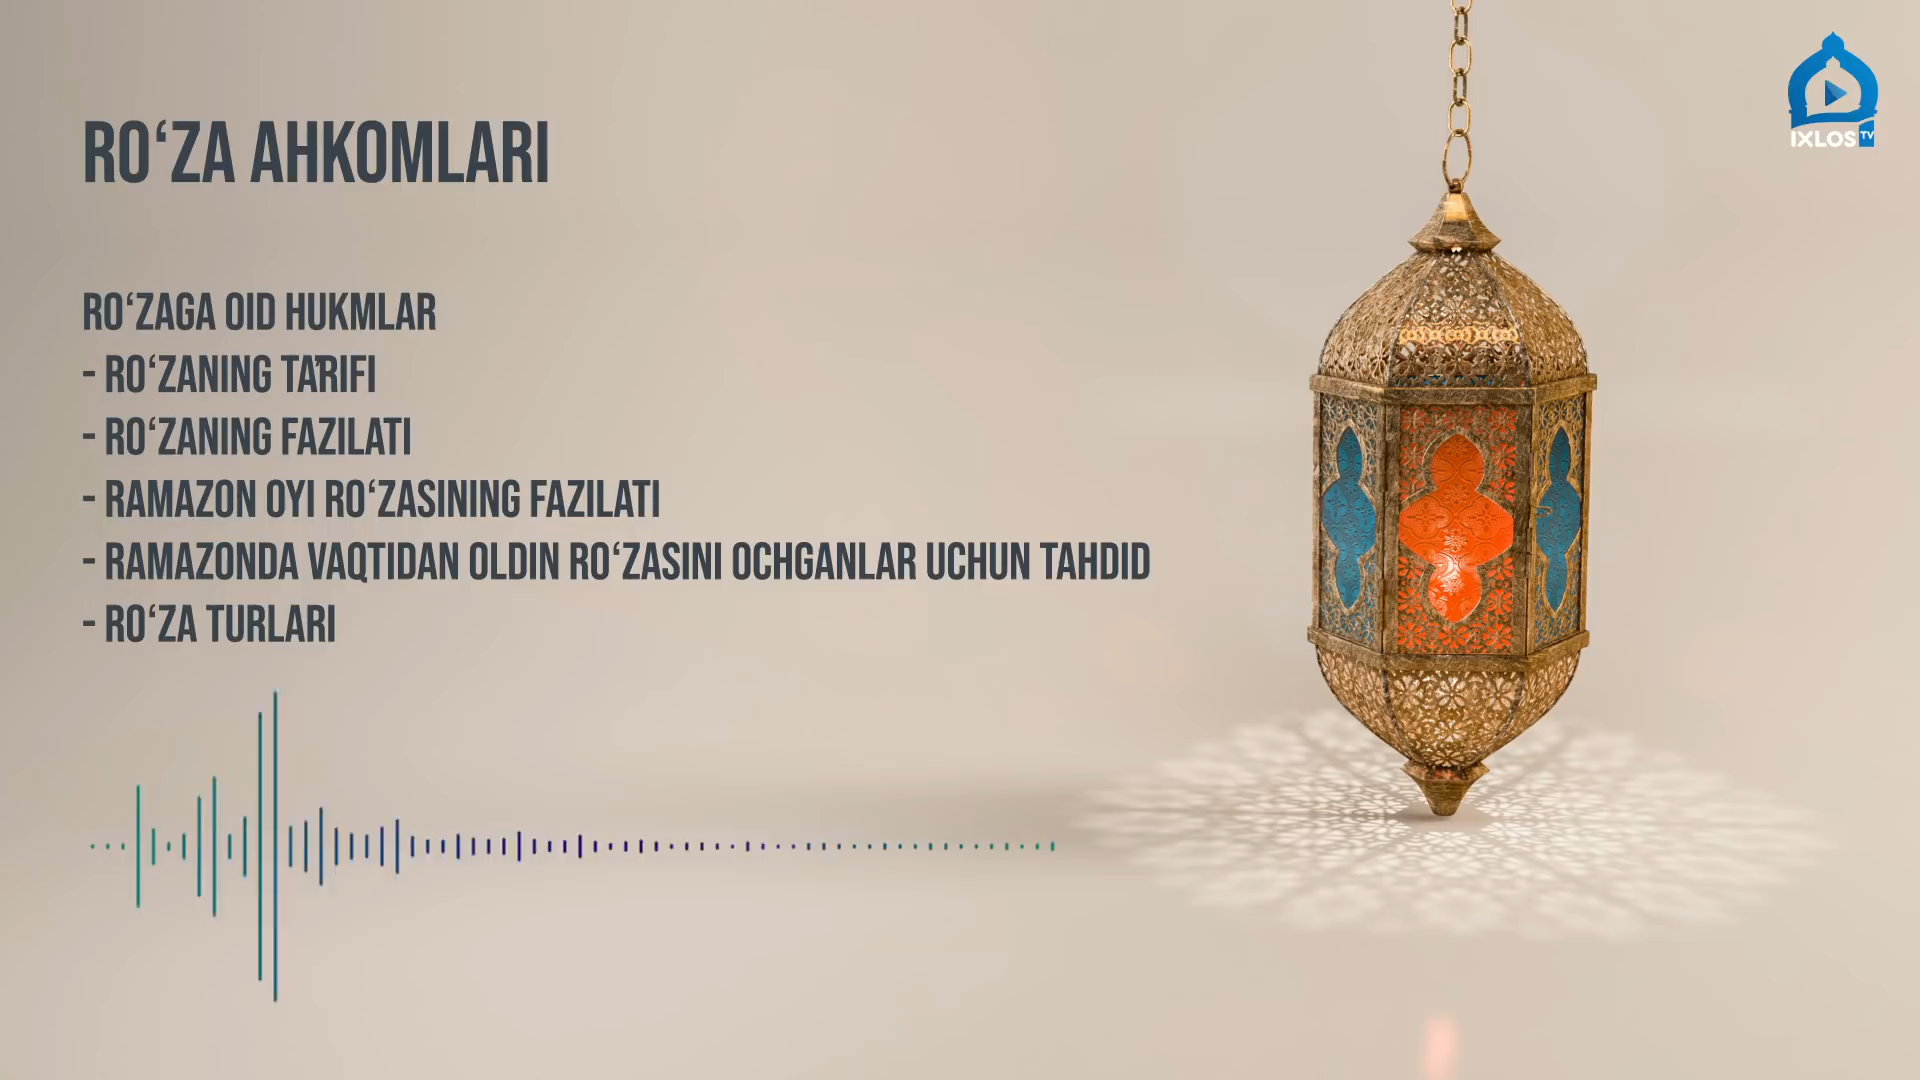 RO‘ZA AHKOMLARI
RO‘ZAGA OID HUKMLAR
- RO‘ZANING TA’RIFI
- RO‘ZANING FAZILATI
- RAMAZON OYI RO‘ZASINING FAZILATI
- RAMAZONDA VAQTIDAN OLDIN RO‘ZASINI OCHGANLAR UCHUN TAHDID
- RO‘ZA TURLARI
IXLOS TV